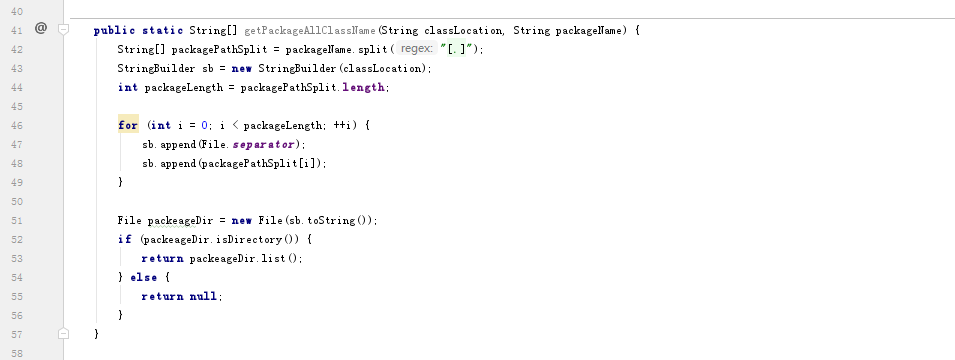 40
41 @ public static String[] getPackageAllClassName(String classLocation, String packageName) {
42 String[] packagePathSplit = packageName.split( regex: "[.]");
43 StringBuilder sb = new StringBuilder(classLocation);
44 int packageLength = packagePathSplit.length;
45
46 for (int i = 0; i < packageLength; ++i) {
47 sb.append(File.separator);
48 sb.append(packagePathSplit[i]);
49 }
50
51 File packeageDir = new File(sb.toString());
52 if (packeageDir.isDirectory()) {
53 return packeageDir.list();
54 } else {
55 return null;
56 }
57 }
58